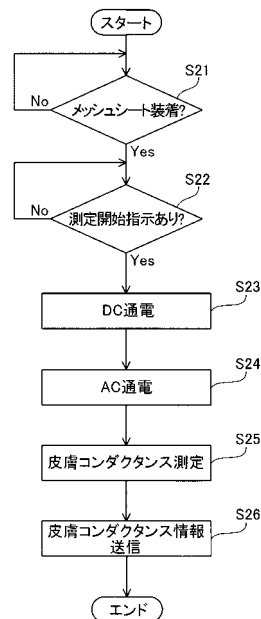 スタート
S21
メッシュシート装着?
No
Yes
S22
測定開始指示あり?
No
Yes
S23
DC通電
S24
AC通電
S25
皮膚コンダクタンス測定
S26
皮膚コンダクタンス情報
送信
エンド